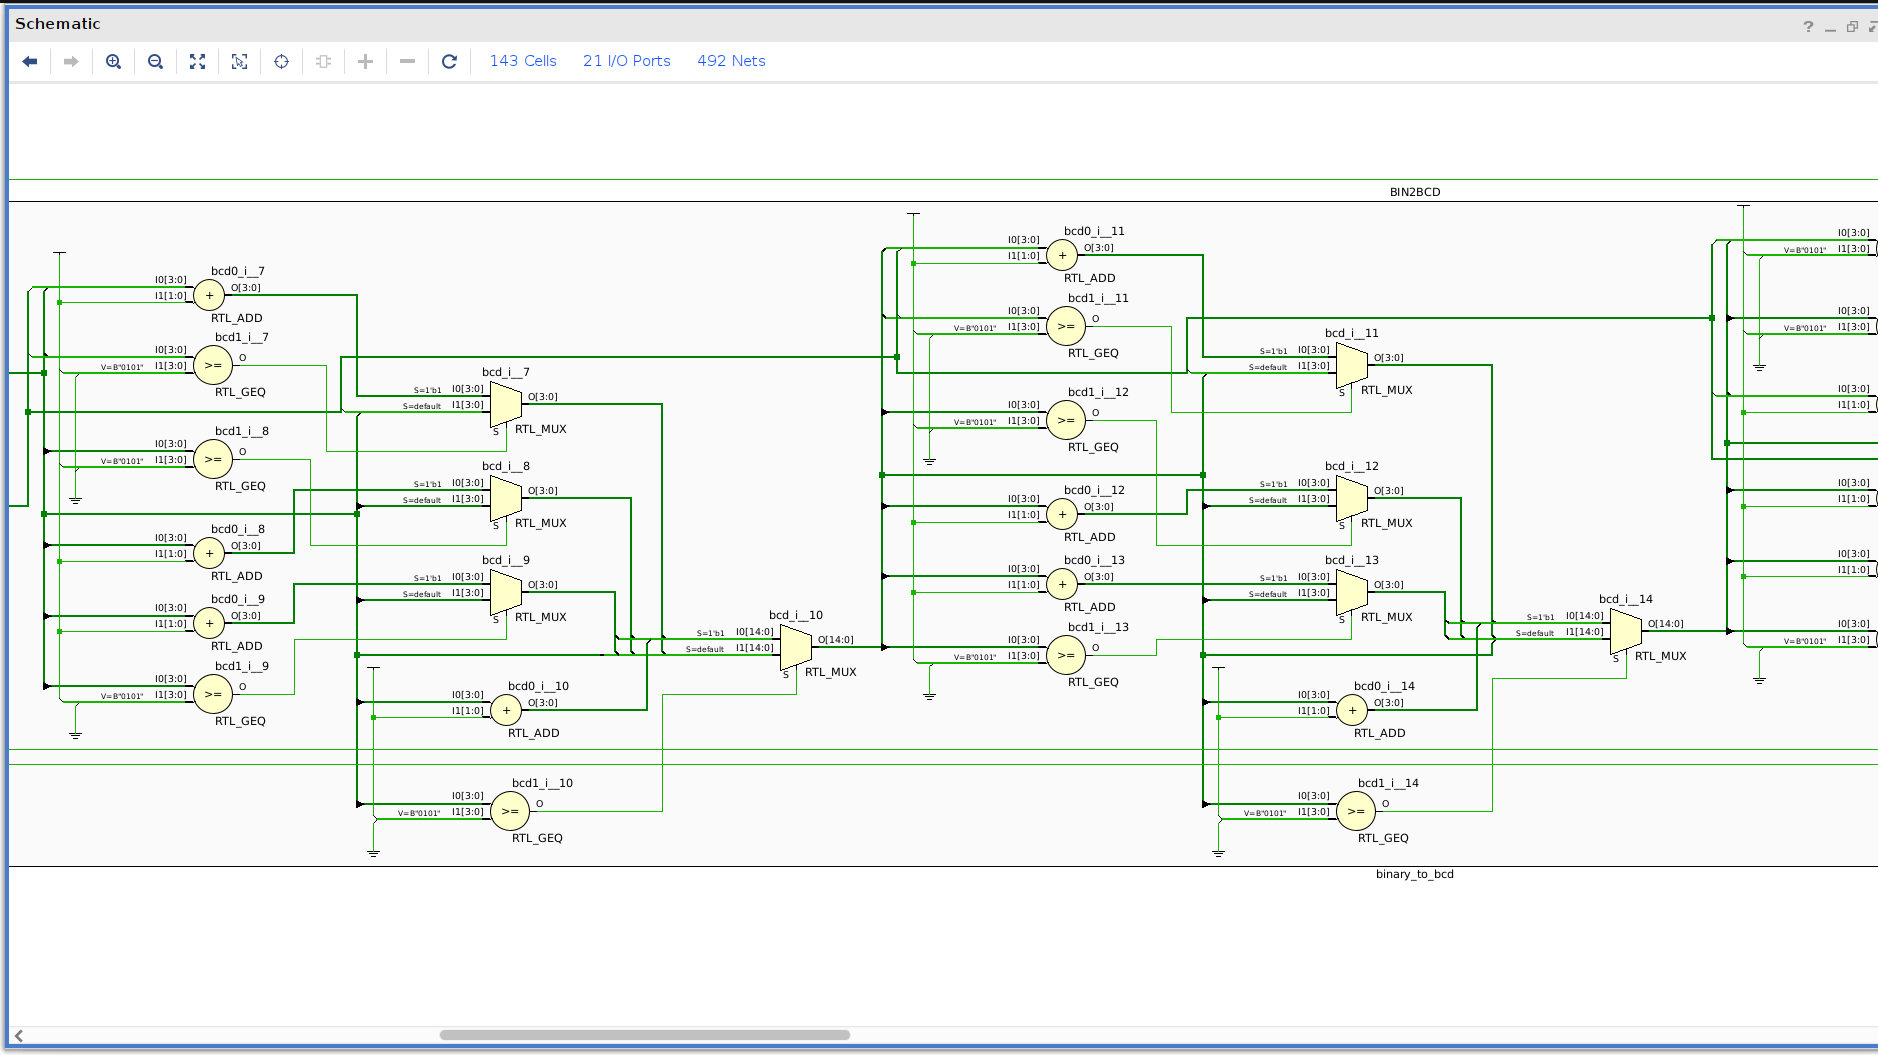 Schematic
?
143 Cells 21 I/O Ports 492 Nets
BIN2BCD
bcd0_i__7
I0[3:0]
I1[1:0]
+
O[3:0]
RTL_ADD
bcd1_i__7
I0[3:0]
V=B"0101" I1[3:0]
>=
O
RTL_GEQ
bcd1_i__8
I0[3:0]
V=B"0101" I1[3:0]
>=
O
RTL_GEQ
bcd0_i__8
I0[3:0]
I1[1:0]
+
O[3:0]
RTL_ADD
bcd0_i__9
I0[3:0]
I1[1:0]
+
O[3:0]
RTL_ADD
bcd1_i__9
I0[3:0]
V=B"0101" I1[3:0]
>=
O
RTL_GEQ
bcd_i__7
S=1'b1 I0[3:0]
S=default I1[3:0]
O[3:0]
S
RTL_MUX
bcd_i__8
S=1'b1 I0[3:0]
S=default I1[3:0]
O[3:0]
S
RTL_MUX
bcd_i__9
S=1'b1 I0[3:0]
S=default I1[3:0]
O[3:0]
S
RTL_MUX
bcd0_i__10
I0[3:0]
I1[1:0]
+
O[3:0]
RTL_ADD
bcd1_i__10
I0[3:0]
V=B"0101" I1[3:0]
>=
O
RTL_GEQ
bcd_i__10
S=1'b1 I0[14:0]
S=default I1[14:0]
O[14:0]
S
RTL_MUX
bcd0_i__11
I0[3:0]
I1[1:0]
+
O[3:0]
RTL_ADD
bcd1_i__11
I0[3:0]
V=B"0101" I1[3:0]
>=
O
RTL_GEQ
bcd1_i__12
I0[3:0]
V=B"0101" I1[3:0]
>=
O
RTL_GEQ
bcd0_i__12
I0[3:0]
I1[1:0]
+
O[3:0]
RTL_ADD
bcd0_i__13
I0[3:0]
I1[1:0]
+
O[3:0]
RTL_ADD
bcd1_i__13
I0[3:0]
V=B"0101" I1[3:0]
>=
O
RTL_GEQ
bcd_i__11
S=1'b1 I0[3:0]
S=default I1[3:0]
O[3:0]
S
RTL_MUX
bcd_i__12
S=1'b1 I0[3:0]
S=default I1[3:0]
O[3:0]
S
RTL_MUX
bcd_i__13
S=1'b1 I0[3:0]
S=default I1[3:0]
O[3:0]
S
RTL_MUX
bcd0_i__14
I0[3:0]
I1[1:0]
+
O[3:0]
RTL_ADD
bcd1_i__14
I0[3:0]
V=B"0101" I1[3:0]
>=
O
RTL_GEQ
bcd_i__14
S=1'b1 I0[14:0]
S=default I1[14:0]
O[14:0]
S
RTL_MUX
I0[3:0]
V=B"0101" I1[3:0]
I0[3:0]
V=B"0101" I1[3:0]
I0[3:0]
I1[1:0]
I0[3:0]
I1[1:0]
I0[3:0]
I1[1:0]
I0[3:0]
V=B"0101" I1[3:0]
binary_to_bcd